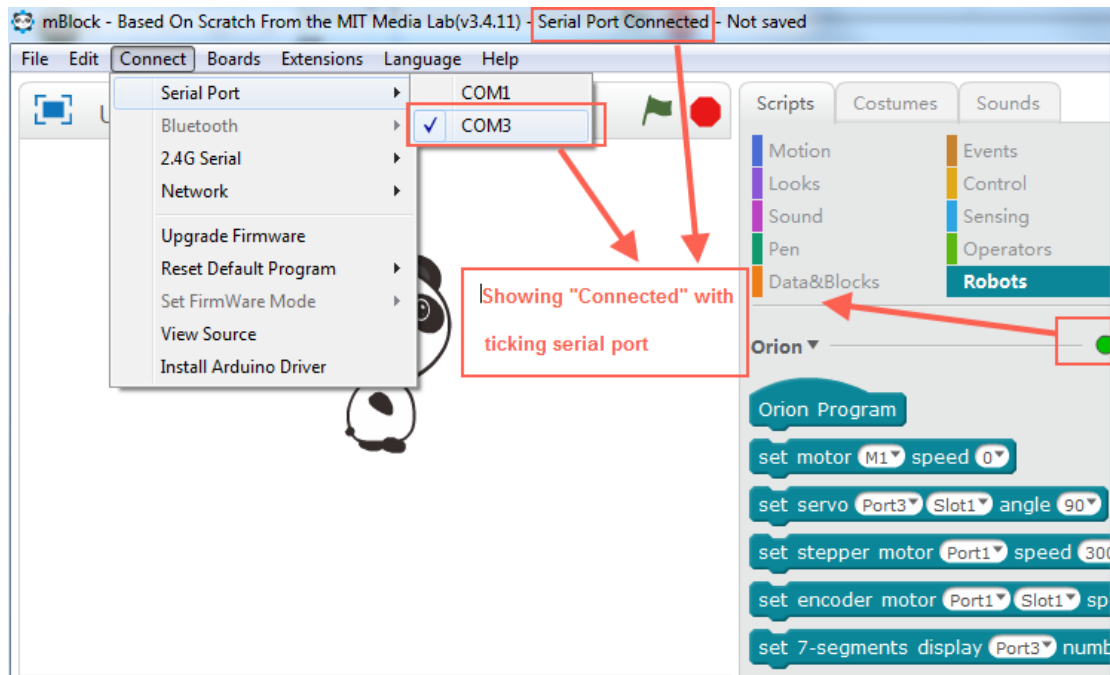 mBlock - Based On Scratch From the MIT Media Lab(v3.4.11) - Serial Port Connected - Not saved
File Edit Connect Boards Extensions Language Help
Serial Port
Bluetooth
2.4G Serial
Network
Upgrade Firmware
Reset Default Program
Set FirmWare Mode
View Source
Install Arduino Driver
COM1
COM3
Showing "Connected" with
ticking serial port
Scripts Costumes Sounds
Motion Events
Looks Control
Sound Sensing
Pen Operators
Data&Blocks Robots
Orion
Orion Program
set motor M1 speed 0
set servo Port3 Slot1 angle 90
set stepper motor Port1 speed
set encoder motor Port1 Slot1
set 7-segments display Port3